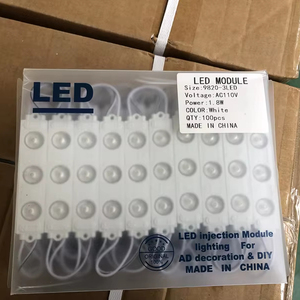 LED
LED MODULE
Size:9820-3LED
Voltage:AC110V
Power:1.8W
COLOR:White
QTY:100pcs
MADE IN CHINA
LED injection Module
lighting For
AD decoration & DIY
MADE IN CHINA